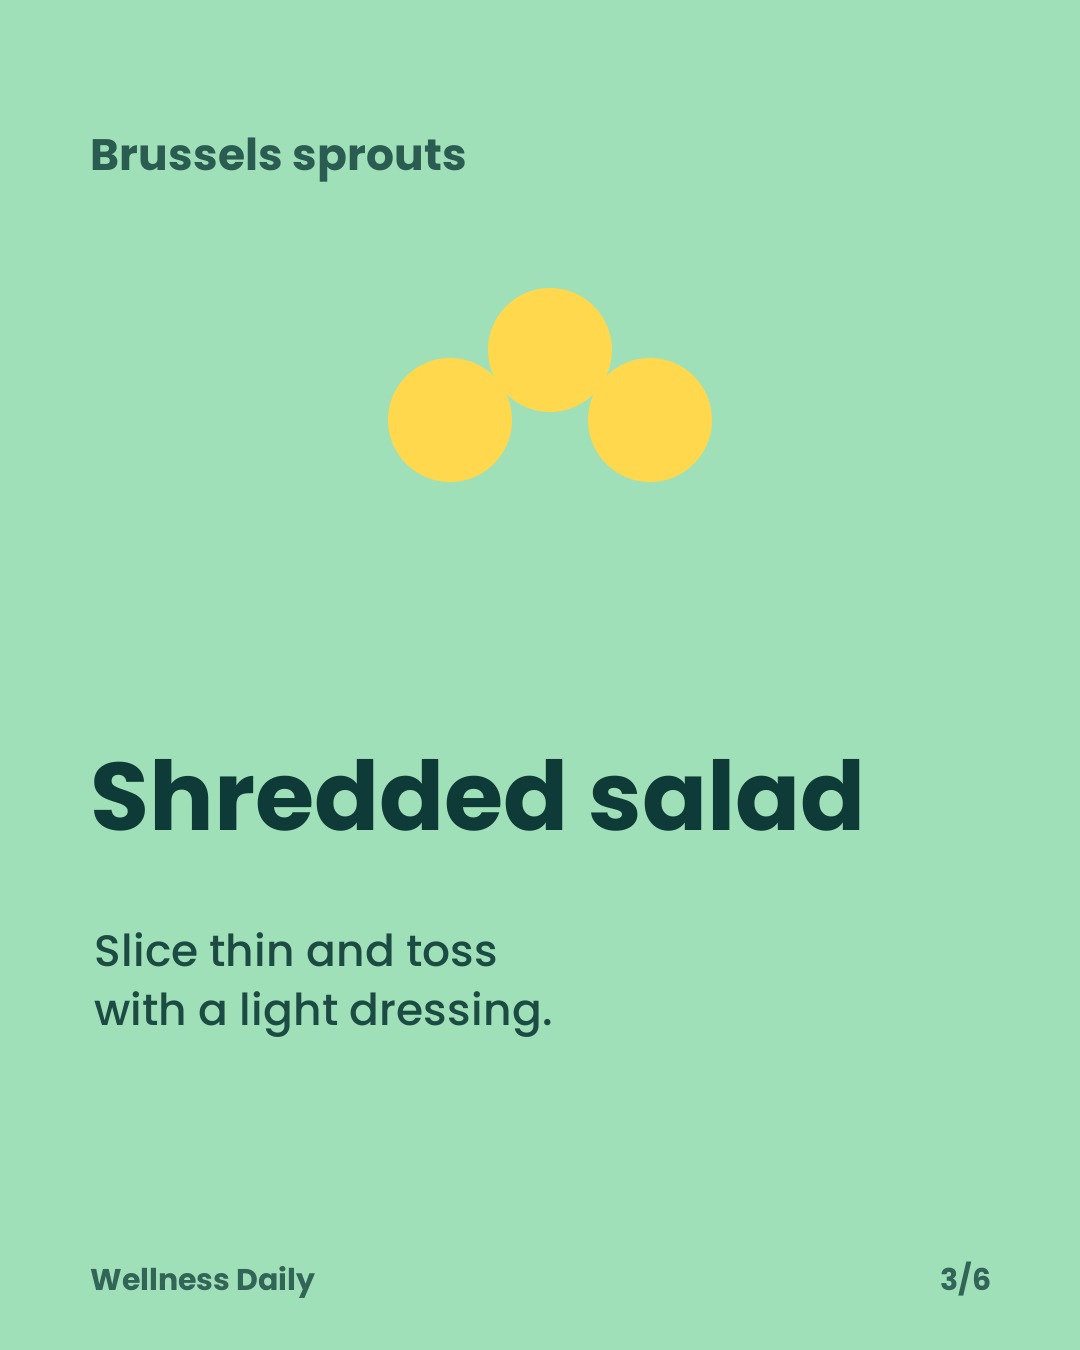 Brussels sprouts
Shredded salad
Slice thin and toss
with a light dressing.
Wellness Daily
3/6